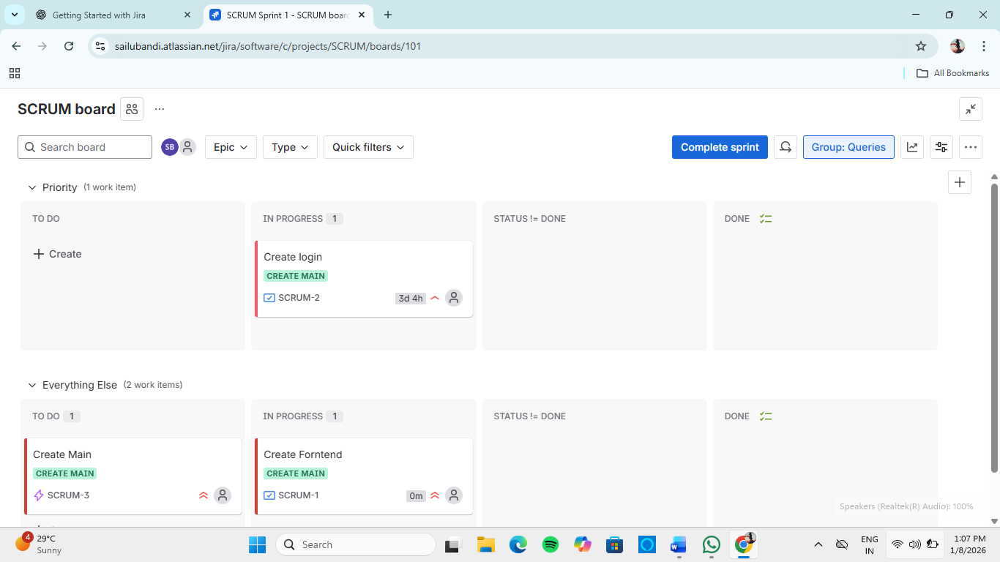 Getting Started with Jira
SCRUM Sprint 1 - SCRUM board
sailubandi.atlassian.net/jira/software/c/projects/SCRUM/boards/101
All Bookmarks
SCRUM board
Search board
SB
Epic
Type
Quick filters
Complete sprint
Group: Queries
Priority (1 work item)
TO DO
IN PROGRESS 1
STATUS != DONE
DONE
Create
Create login
CREATE MAIN
SCRUM-2
3d 4h
Everything Else (2 work items)
TO DO 1
IN PROGRESS 1
STATUS != DONE
DONE
Create Main
CREATE MAIN
SCRUM-3
Create Forntend
CREATE MAIN
SCRUM-1
0m
Speakers (Realtek(R) Audio): 100%
4
29°C
Sunny
Search
ENG
IN
1:07 PM
1/8/2026